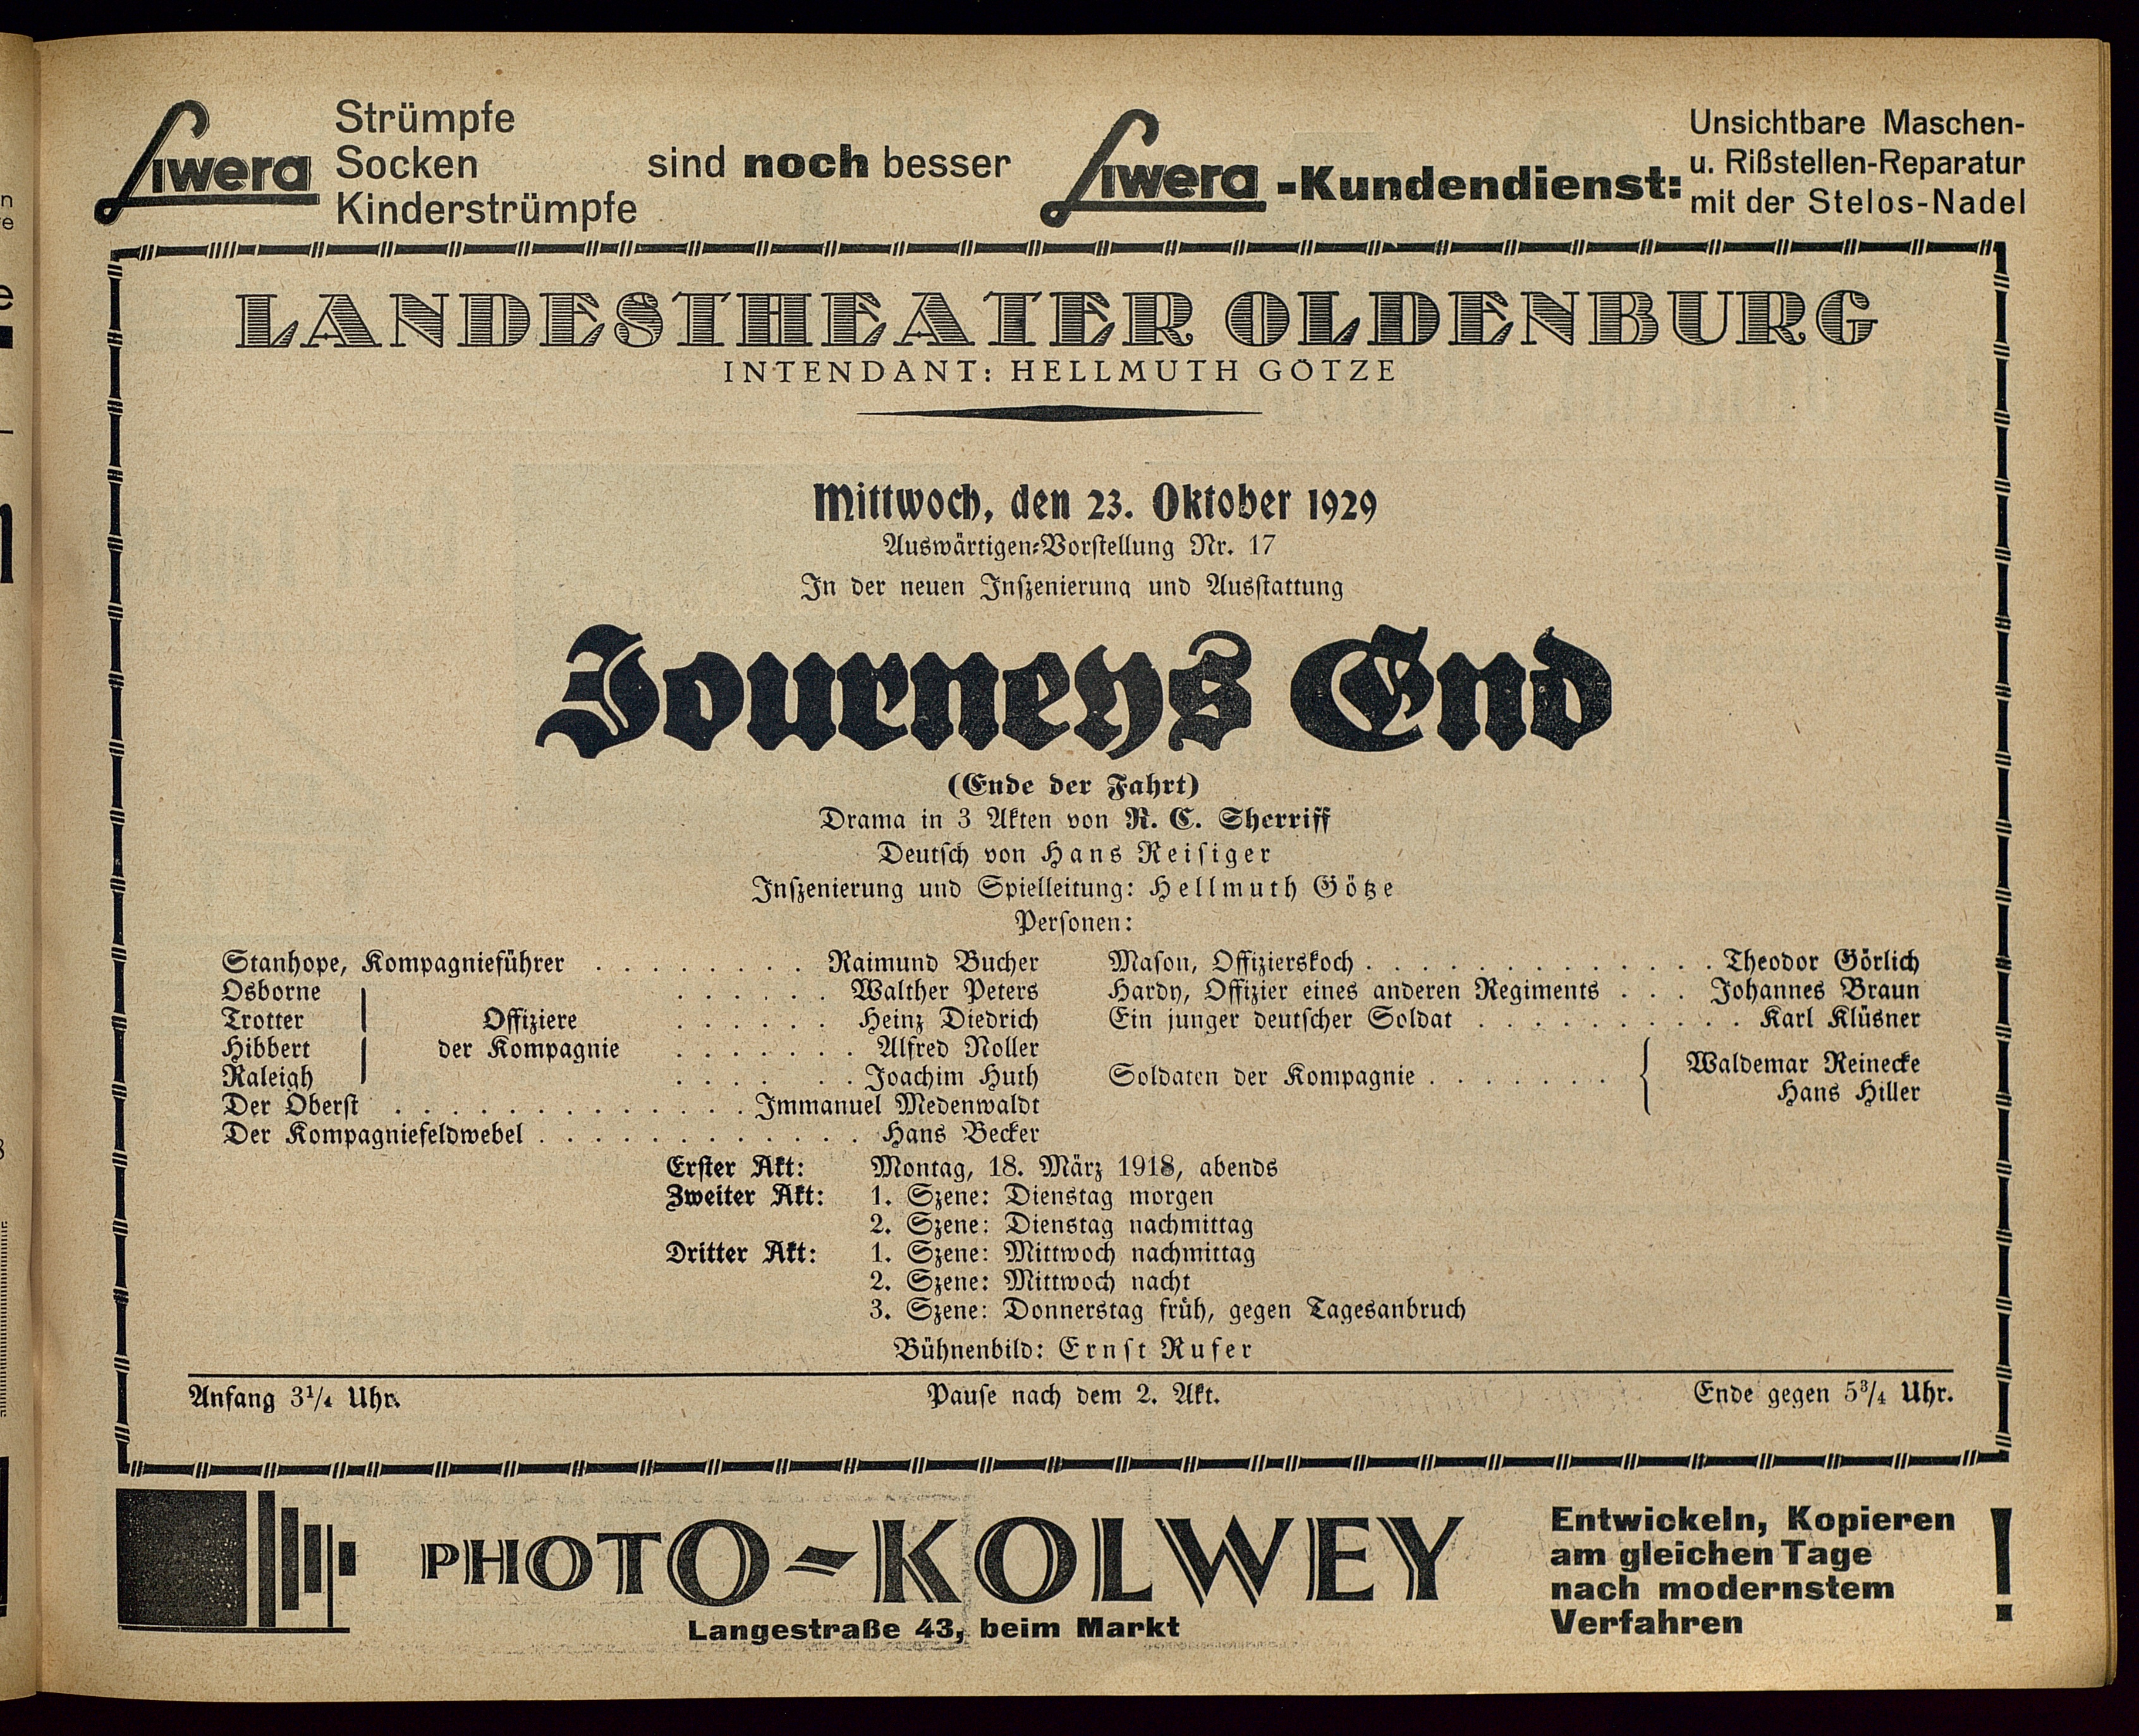 Liwera Strümpfe Socken Kinderstrümpfe sind noch besser
Liwera-Kundendienst: Unsichtbare Maschen-
u. Rißstellen-Reparatur
mit der Stelos-Nadel
LANDESTHEATER OLDENBURG
INTENDANT: HELLMUTH GÖTZE
Mittwoch, den 23. Oktober 1929
Auswärtigen-Vorstellung Nr. 17
In der neuen Inszenierung und Ausstattung
Journeys End
(Ende der Fahrt)
Drama in 3 Akten von R. C. Sherriff
Deutsch von Hans Reisiger
Inszenierung und Spielleitung: Hellmuth Götze
Personen:
Stanhope, Kompagnieführer . . . . . . . . Raimund Bucher
Osborne . . . . . . Walther Peters
Trotter Offiziere . . . . . . Heinz Diedrich
Hibbert der Kompagnie . . . . . . . Alfred Noller
Raleigh . . . . . . . Joachim Huth
Der Oberst . . . . . . . . . . . . . Immanuel Medenwaldt
Der Kompagniefeldwebel . . . . . . . . . . . . Hans Becker
Mason, Offizierskoch . . . . . . . . . . . . . Theodor Görlich
Hardy, Offizier eines anderen Regiments . . . . Johannes Braun
Ein junger deutscher Soldat . . . . . . . . . . Karl Klüsner
Soldaten der Kompagnie . . . . . . . { Waldemar Reinecke
Hans Hiller
Erster Akt: Montag, 18. März 1918, abends
Zweiter Akt: 1. Szene: Dienstag morgen
2. Szene: Dienstag nachmittag
Dritter Akt: 1. Szene: Mittwoch nachmittag
2. Szene: Mittwoch nacht
3. Szene: Donnerstag früh, gegen Tagesanbruch
Bühnenbild: Ernst Rufer
Anfang 3¼ Uhr. Pause nach dem 2. Akt. Ende gegen 5¾ Uhr.
PHOTO-KOLWEY
Langestraße 43, beim Markt
Entwickeln, Kopieren
am gleichen Tage
nach modernstem
Verfahren !